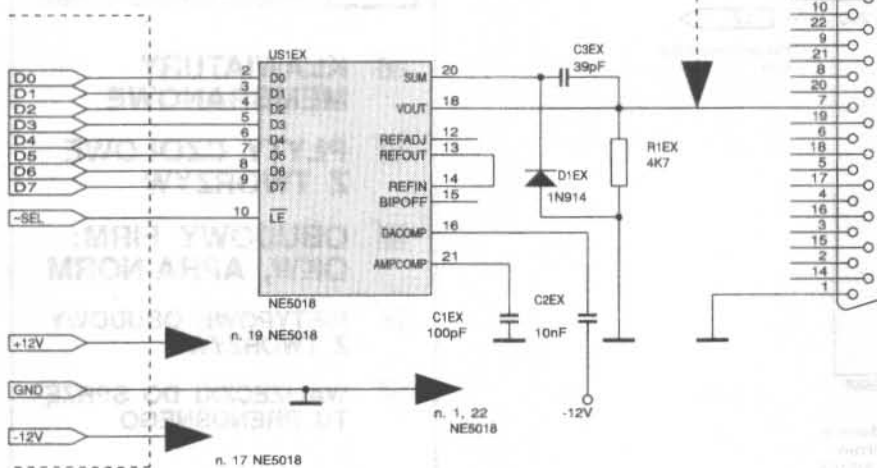 US1EX
D0
D1
D2
D3
D4
D5
D6
D7
~SEL
2 D0
3 D1
4 D2
5 D3
6 D4
7 D5
8 D6
9 D7
10 LE
SUM 20
VOUT 18
REFADJ 12
REFOUT 13
REFIN 14
BIPOFF 15
DACOMP 16
AMPCOMP 21
NE5018
C3EX
39pF
D1EX
1N914
R1EX
4K7
C1EX
100pF
C2EX
10nF
-12V
+12V
n. 19 NE5018
GND
n. 1, 22
NE5018
-12V
n. 17 NE5018
10
22
9
21
8
20
7
19
6
18
5
17
4
16
3
15
2
14
1
KLAWIATURY
MEMBRANOWE
OBUDOWY FIRM: